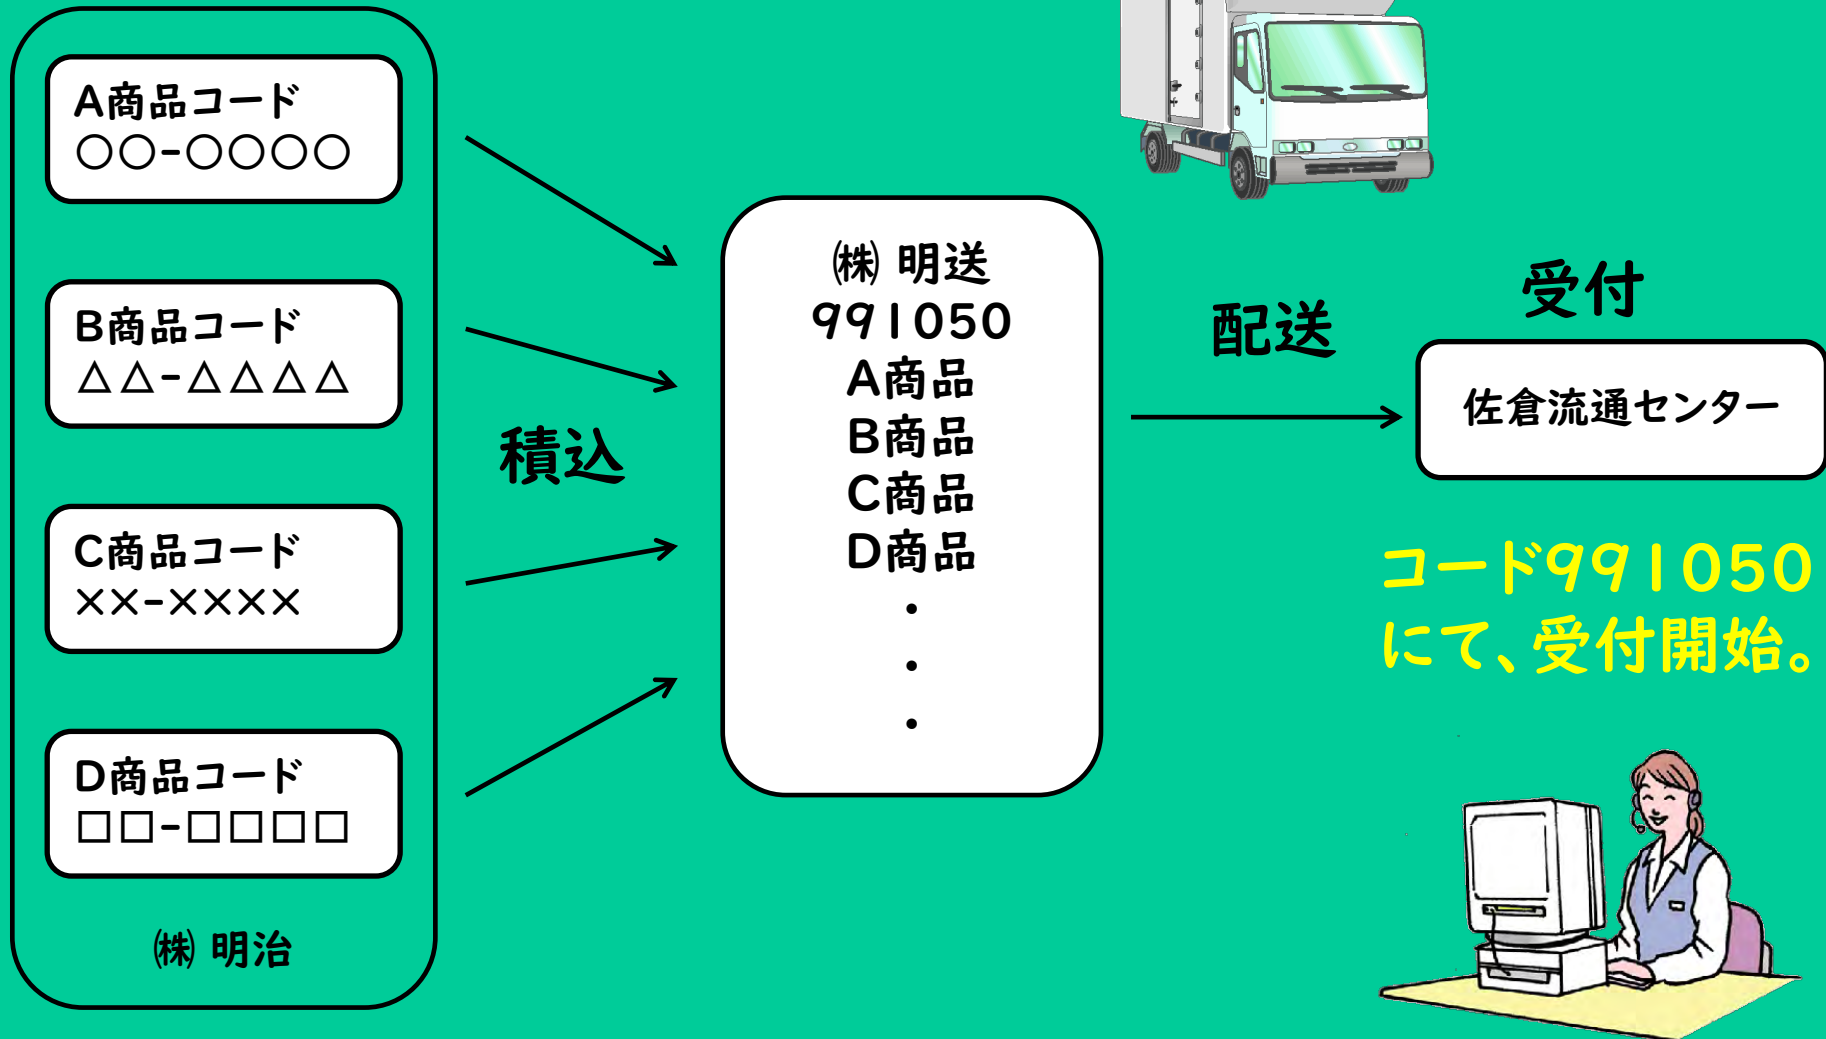 A商品コード
○○-○○○○
B商品コード
△△-△△△△
C商品コード
××-××××
D商品コード
□□-□□□□
㈱ 明治
積込
㈱ 明送
991050
A商品
B商品
C商品
D商品
・
・
・
配送
受付
佐倉流通センター
コード991050
にて、受付開始。